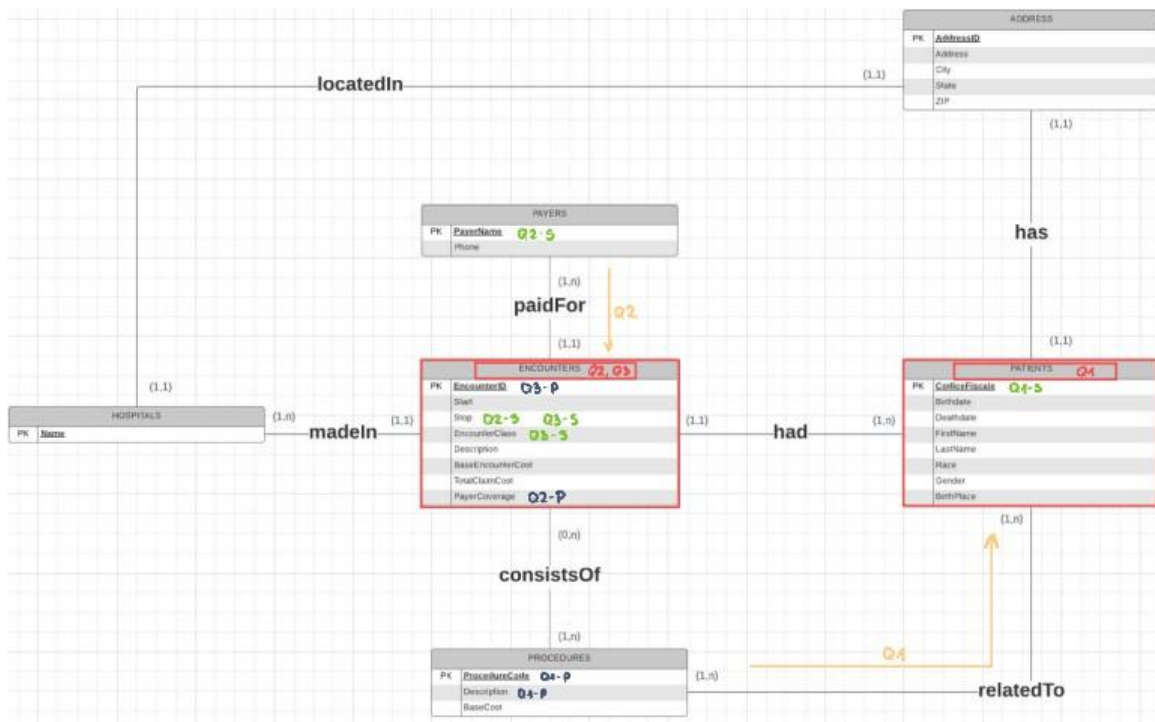 ADDRESS
PK AddressID
Address
City
State
ZIP
locatedIn
(1,1)
(1,1)
PAYERS
PK PayerName Q2-S
Phone
has
(1,n)
paidFor
Q2
(1,1)
(1,1)
ENCOUNTERS Q2, Q3
PK EncounterID Q3-P
Start
Stop Q2-S Q3-S
EncounterClass Q3-S
Description
BaseEncounterCost
TotalClaimCost
PayerCoverage Q2-P
PATIENTS Q1
PK CodiceFiscale Q1-S
Birthdate
Deathdate
FirstName
LastName
Race
Gender
BirthPlace
(1,1)
HOSPITALS
PK Name
(1,n)
madeIn
(1,1)
(1,1)
had
(1,n)
(0,n)
(1,n)
consistsOf
(1,n)
Q1
PROCEDURES
PK ProcedureCode Q1-P
Description Q1-P
BaseCost
(1,n)
relatedTo